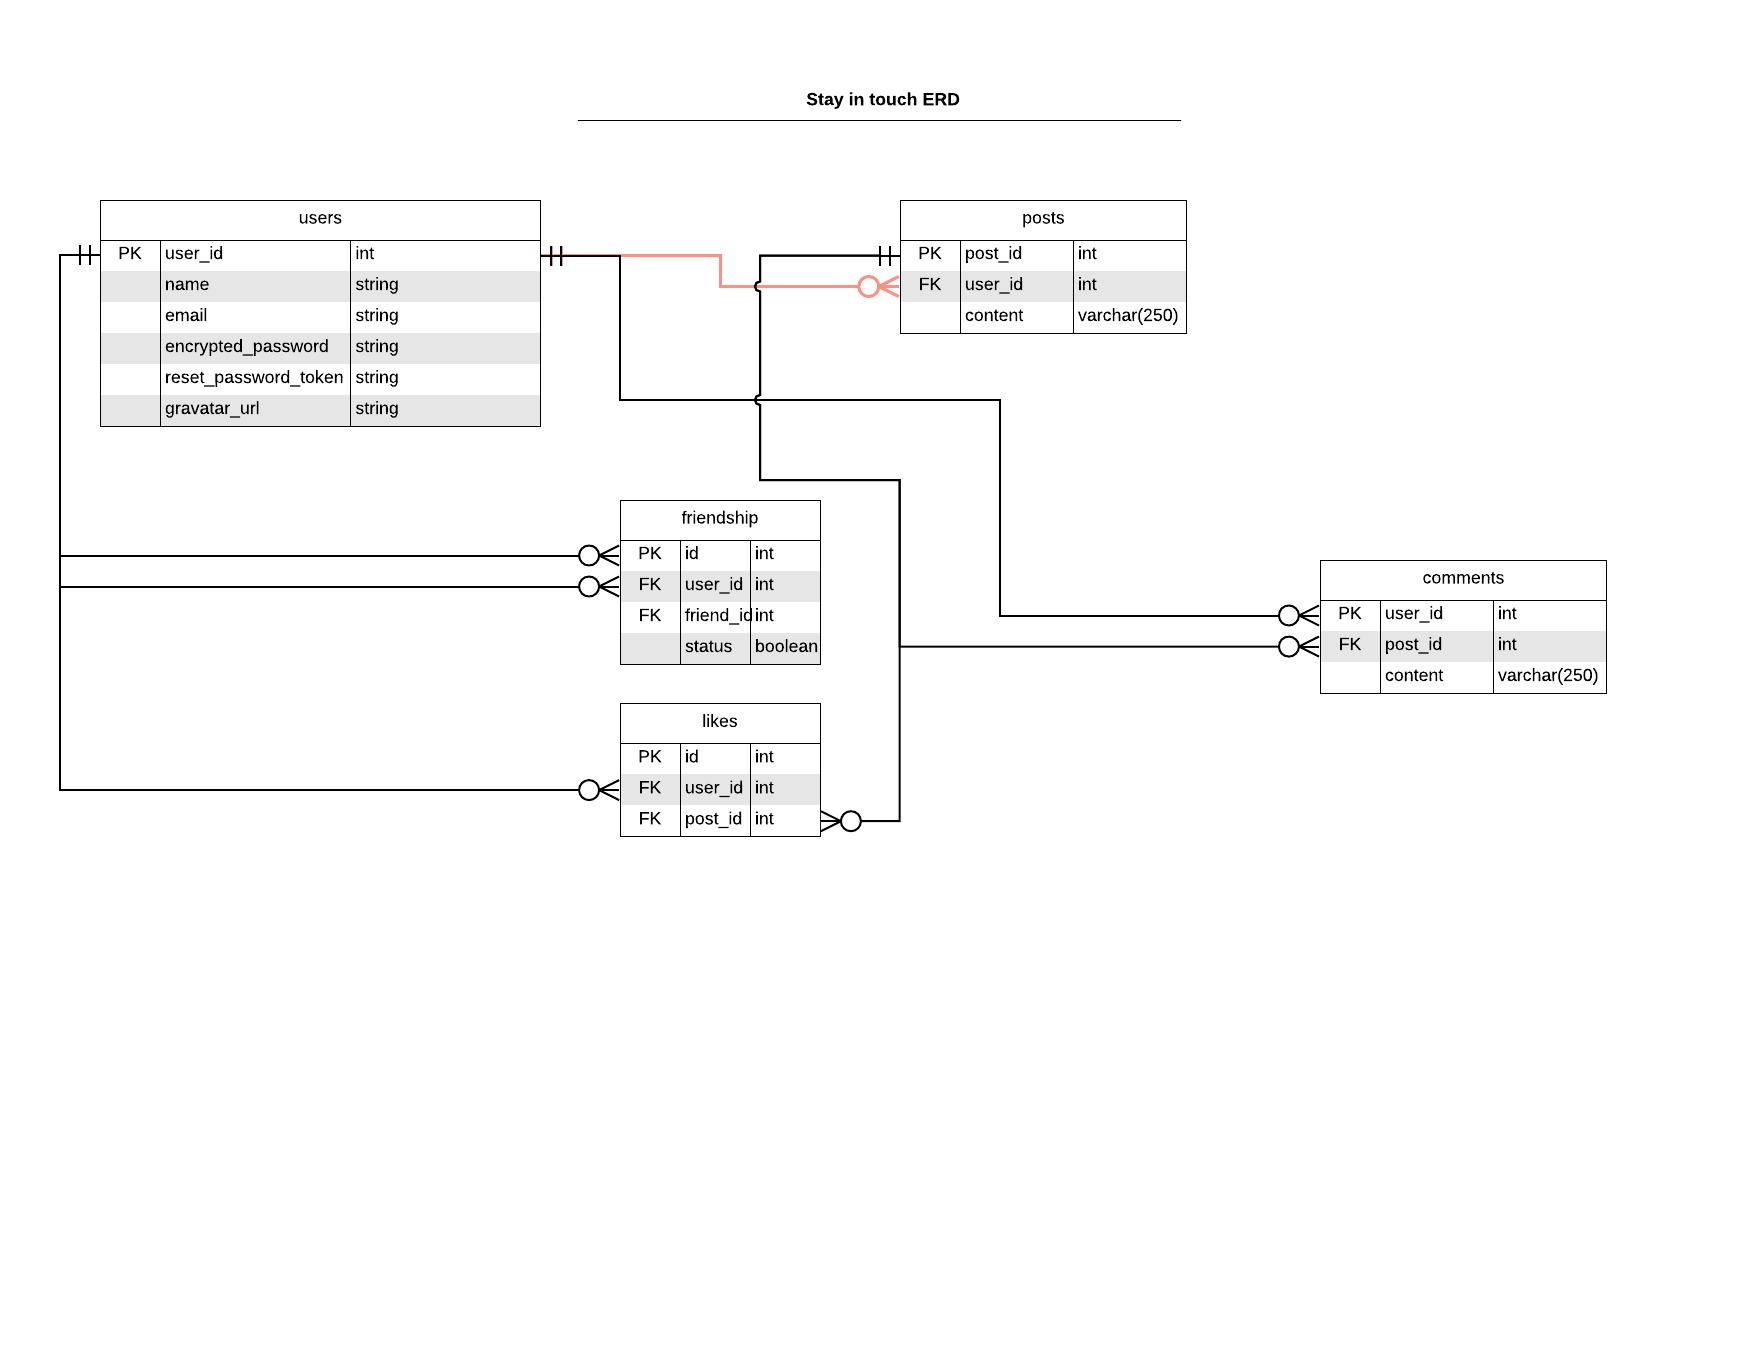 Stay in touch ERD
users
PK user_id int
name string
email string
encrypted_password string
reset_password_token string
gravatar_url string
posts
PK post_id int
FK user_id int
content varchar(250)
friendship
PK id int
FK user_id int
FK friend_id int
status boolean
comments
PK user_id int
FK post_id int
content varchar(250)
likes
PK id int
FK user_id int
FK post_id int